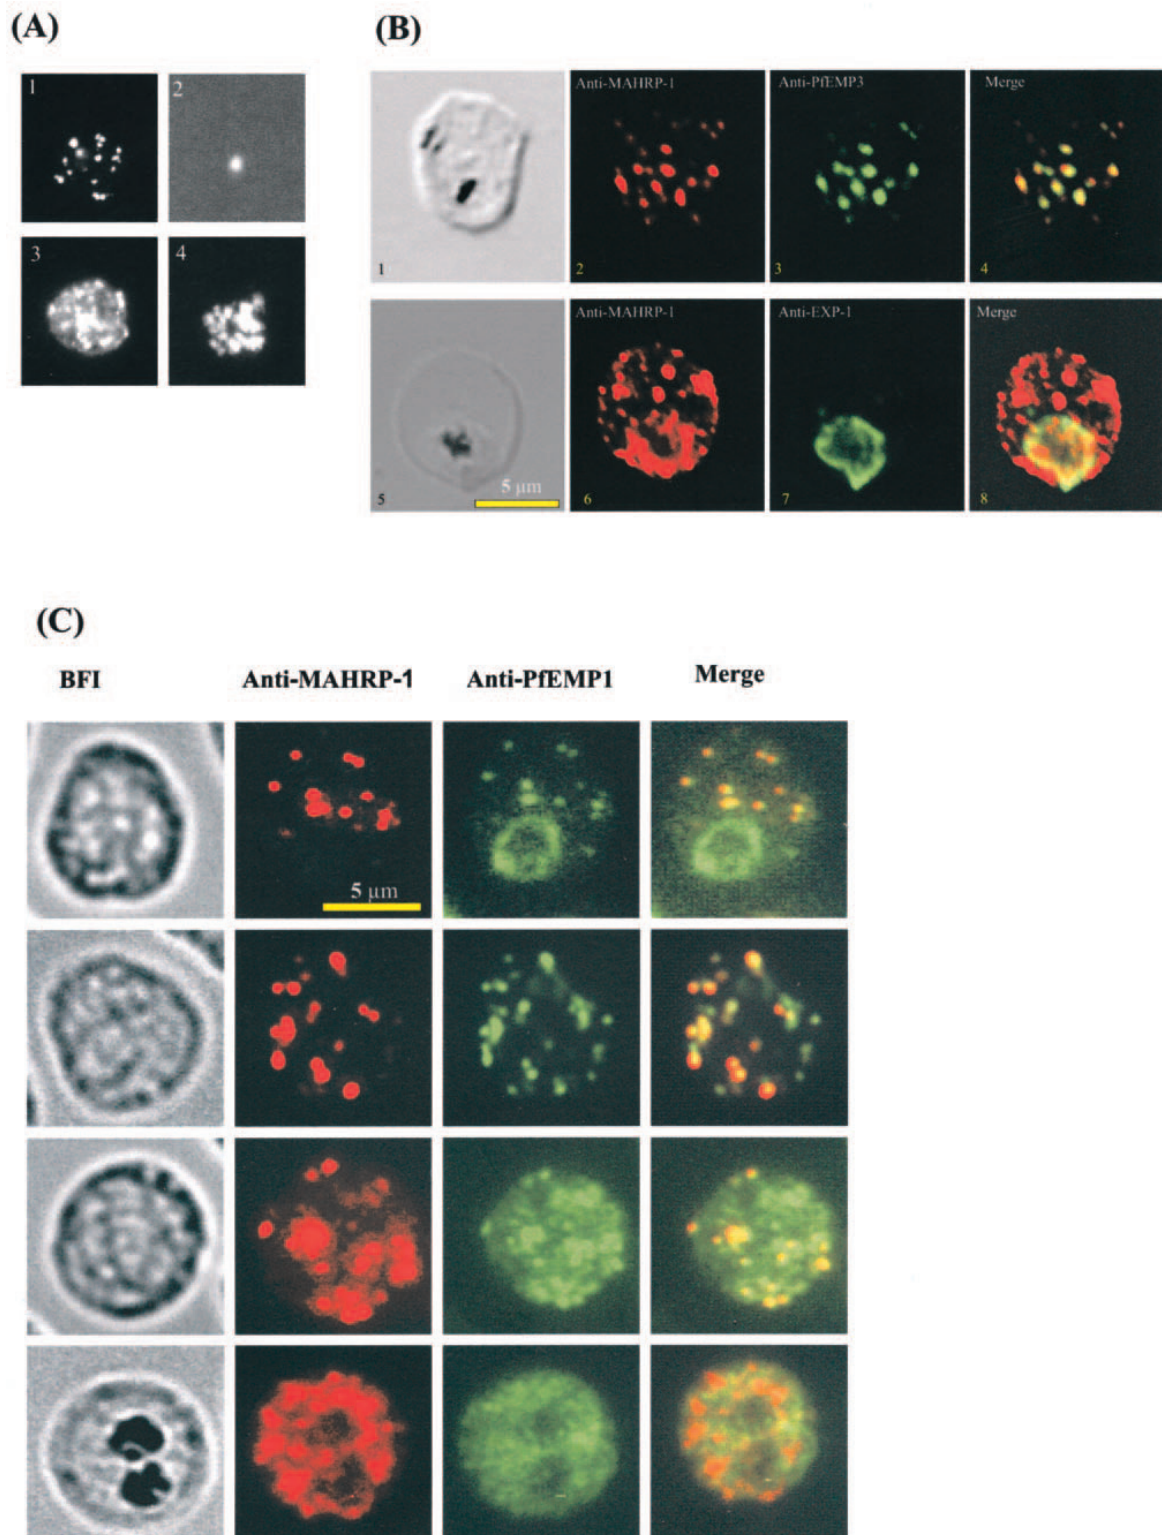 (A)
(B)
1
2
3
4
Anti-MAHRP-1
Anti-PfEMP3
Merge
1
2
3
4
Anti-MAHRP-1
Anti-EXP-1
Merge
5 µm
5
6
7
8
(C)
BFI
Anti-MAHRP-1
Anti-PfEMP1
Merge
5 µm